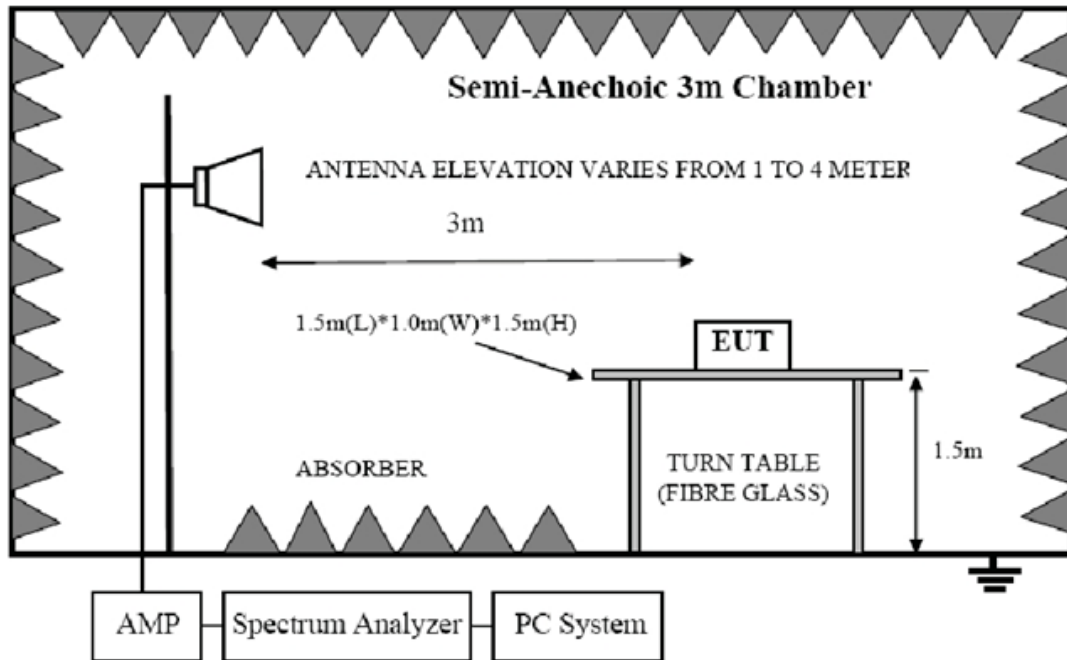 Semi-Anechoic 3m Chamber
ANTENNA ELEVATION VARIES FROM 1 TO 4 METER
3m
1.5m(L)*1.0m(W)*1.5m(H)
EUT
1.5m
ABSORBER
TURN TABLE
(FIBRE GLASS)
AMP
Spectrum Analyzer
PC System